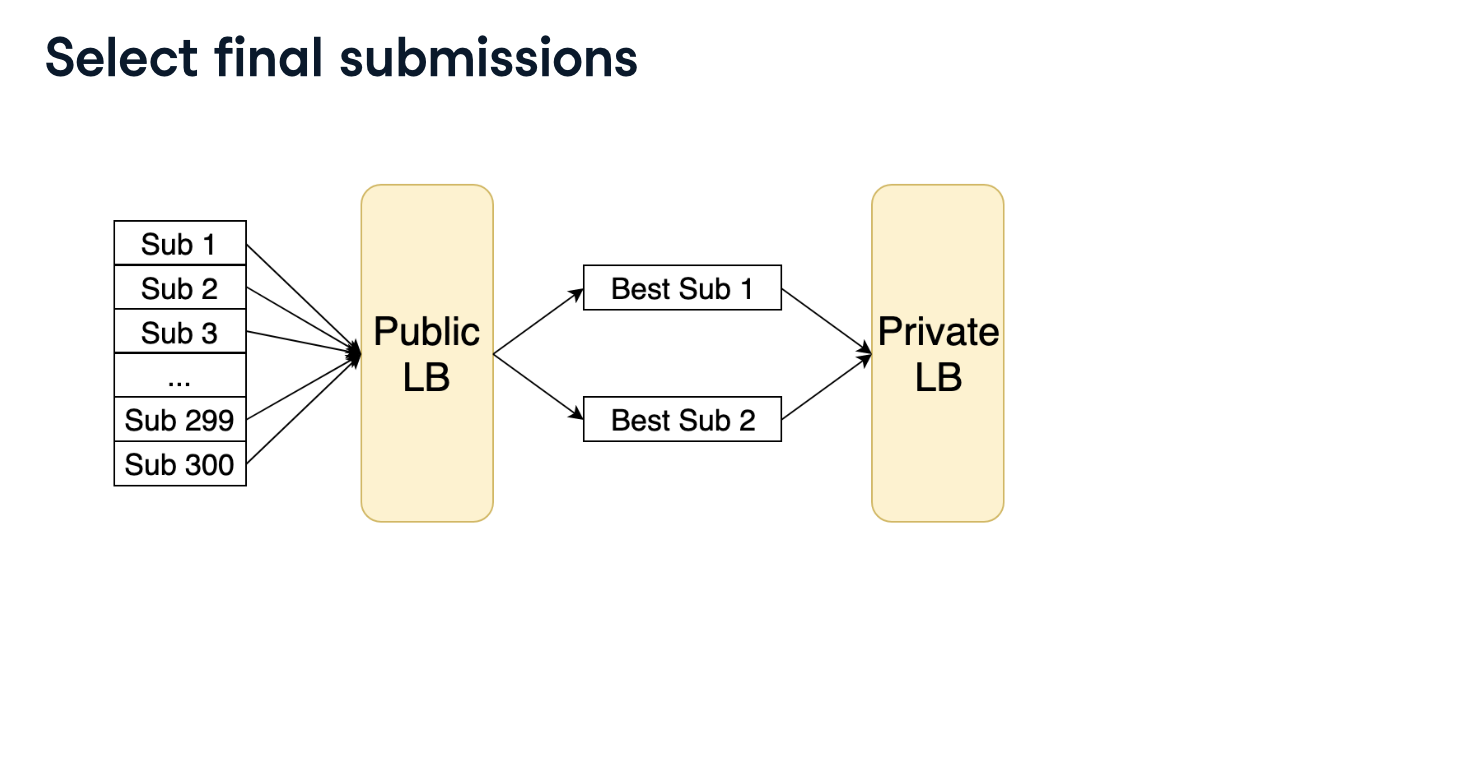 Select final submissions
Sub 1
Sub 2
Sub 3
...
Sub 299
Sub 300
Public
LB
Best Sub 1
Best Sub 2
Private
LB